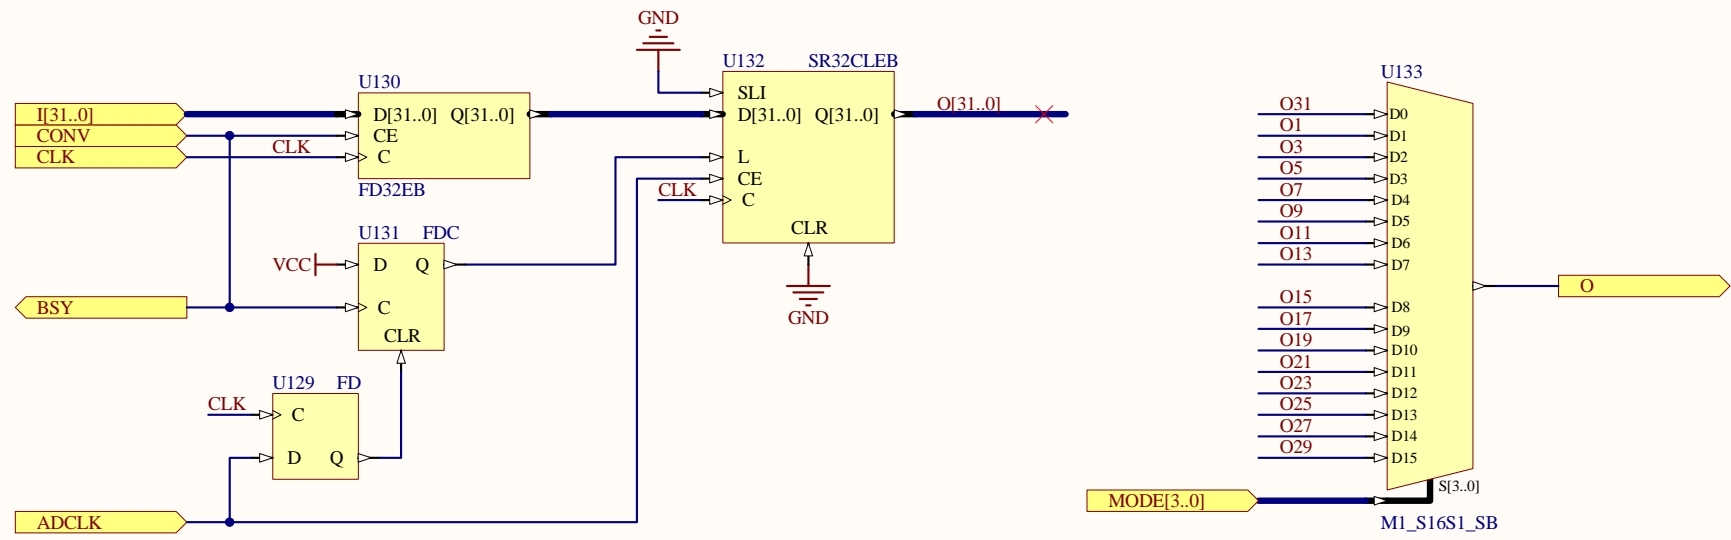 GND
U132 SR32CLEB
U133
U130
SLI
I[31..0] D[31..0] Q[31..0] D[31..0] Q[31..0] O[31..0] O31 D0
CONV CE O1 D1
CLK CLK C L O3 D2
CE O5 D3
FD32EB CLK C O7 D4
O9 D5
U131 FDC CLR O11 D6
VCC D Q O13 D7
O
BSY C O15 D8
GND O17 D9
CLR O19 D10
O21 D11
U129 FD O23 D12
CLK C O25 D13
O27 D14
D Q O29 D15
S[3..0]
MODE[3..0]
ADCLK M1_S16S1_SB